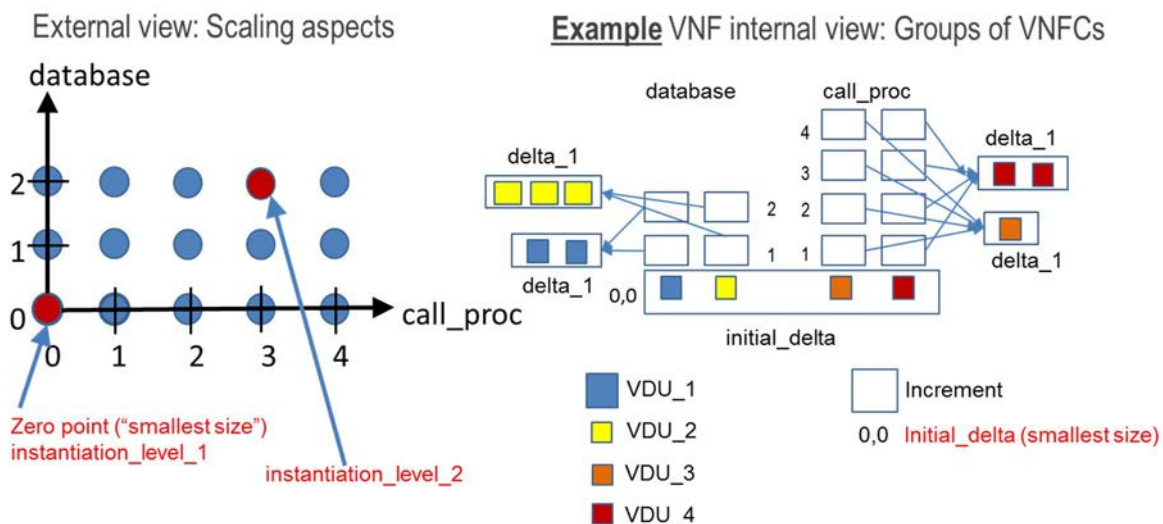 External view: Scaling aspects
database
2
1
0
0 1 2 3 4
call_proc
Zero point (“smallest size”)
instantiation_level_1
instantiation_level_2
Example VNF internal view: Groups of VNFCs
database
call_proc
delta_1
delta_1
4
3
2
1
2
1
delta_1
delta_1
0,0
initial_delta
VDU_1
VDU_2
VDU_3
VDU_4
Increment
0,0 Initial_delta (smallest size)